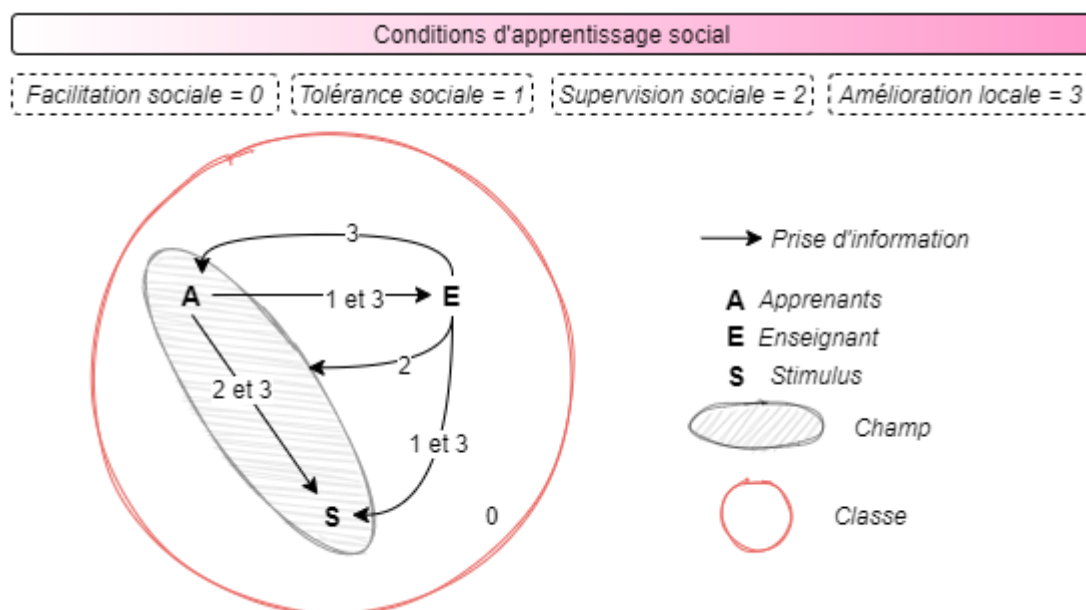 Conditions d'apprentissage social
Facilitation sociale = 0
Tolérance sociale = 1
Supervision sociale = 2
Amélioration locale = 3
3
A
1 et 3
E
2
2 et 3
1 et 3
S
0
Prise d'information
A Apprenants
E Enseignant
S Stimulus
Champ
Classe